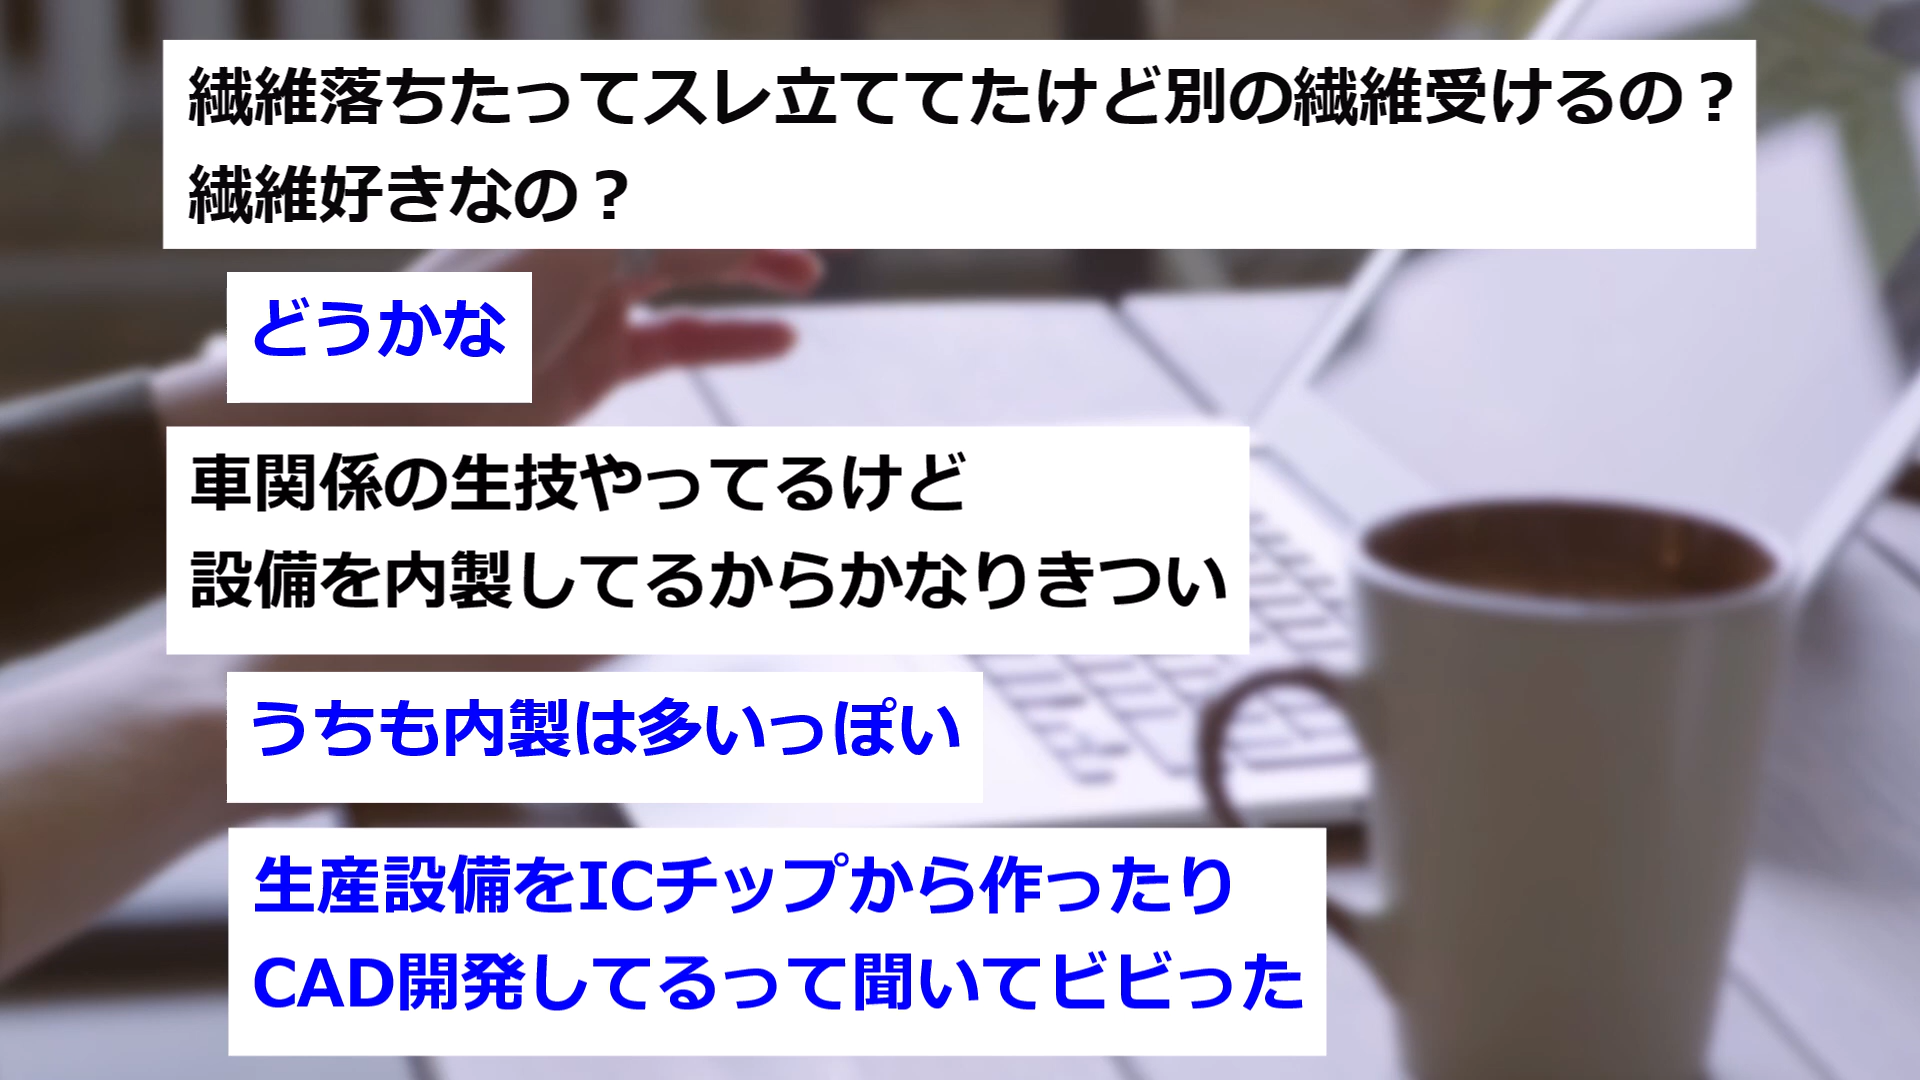 繊維落ちたってスレ立ててたけど別の繊維受けるの？
繊維好きなの？
どうかな
車関係の生技やってるけど
設備を内製してるからかなりきつい
うちも内製は多いっぽい
生産設備をICチップから作ったり
CAD開発してるって聞いてビビった